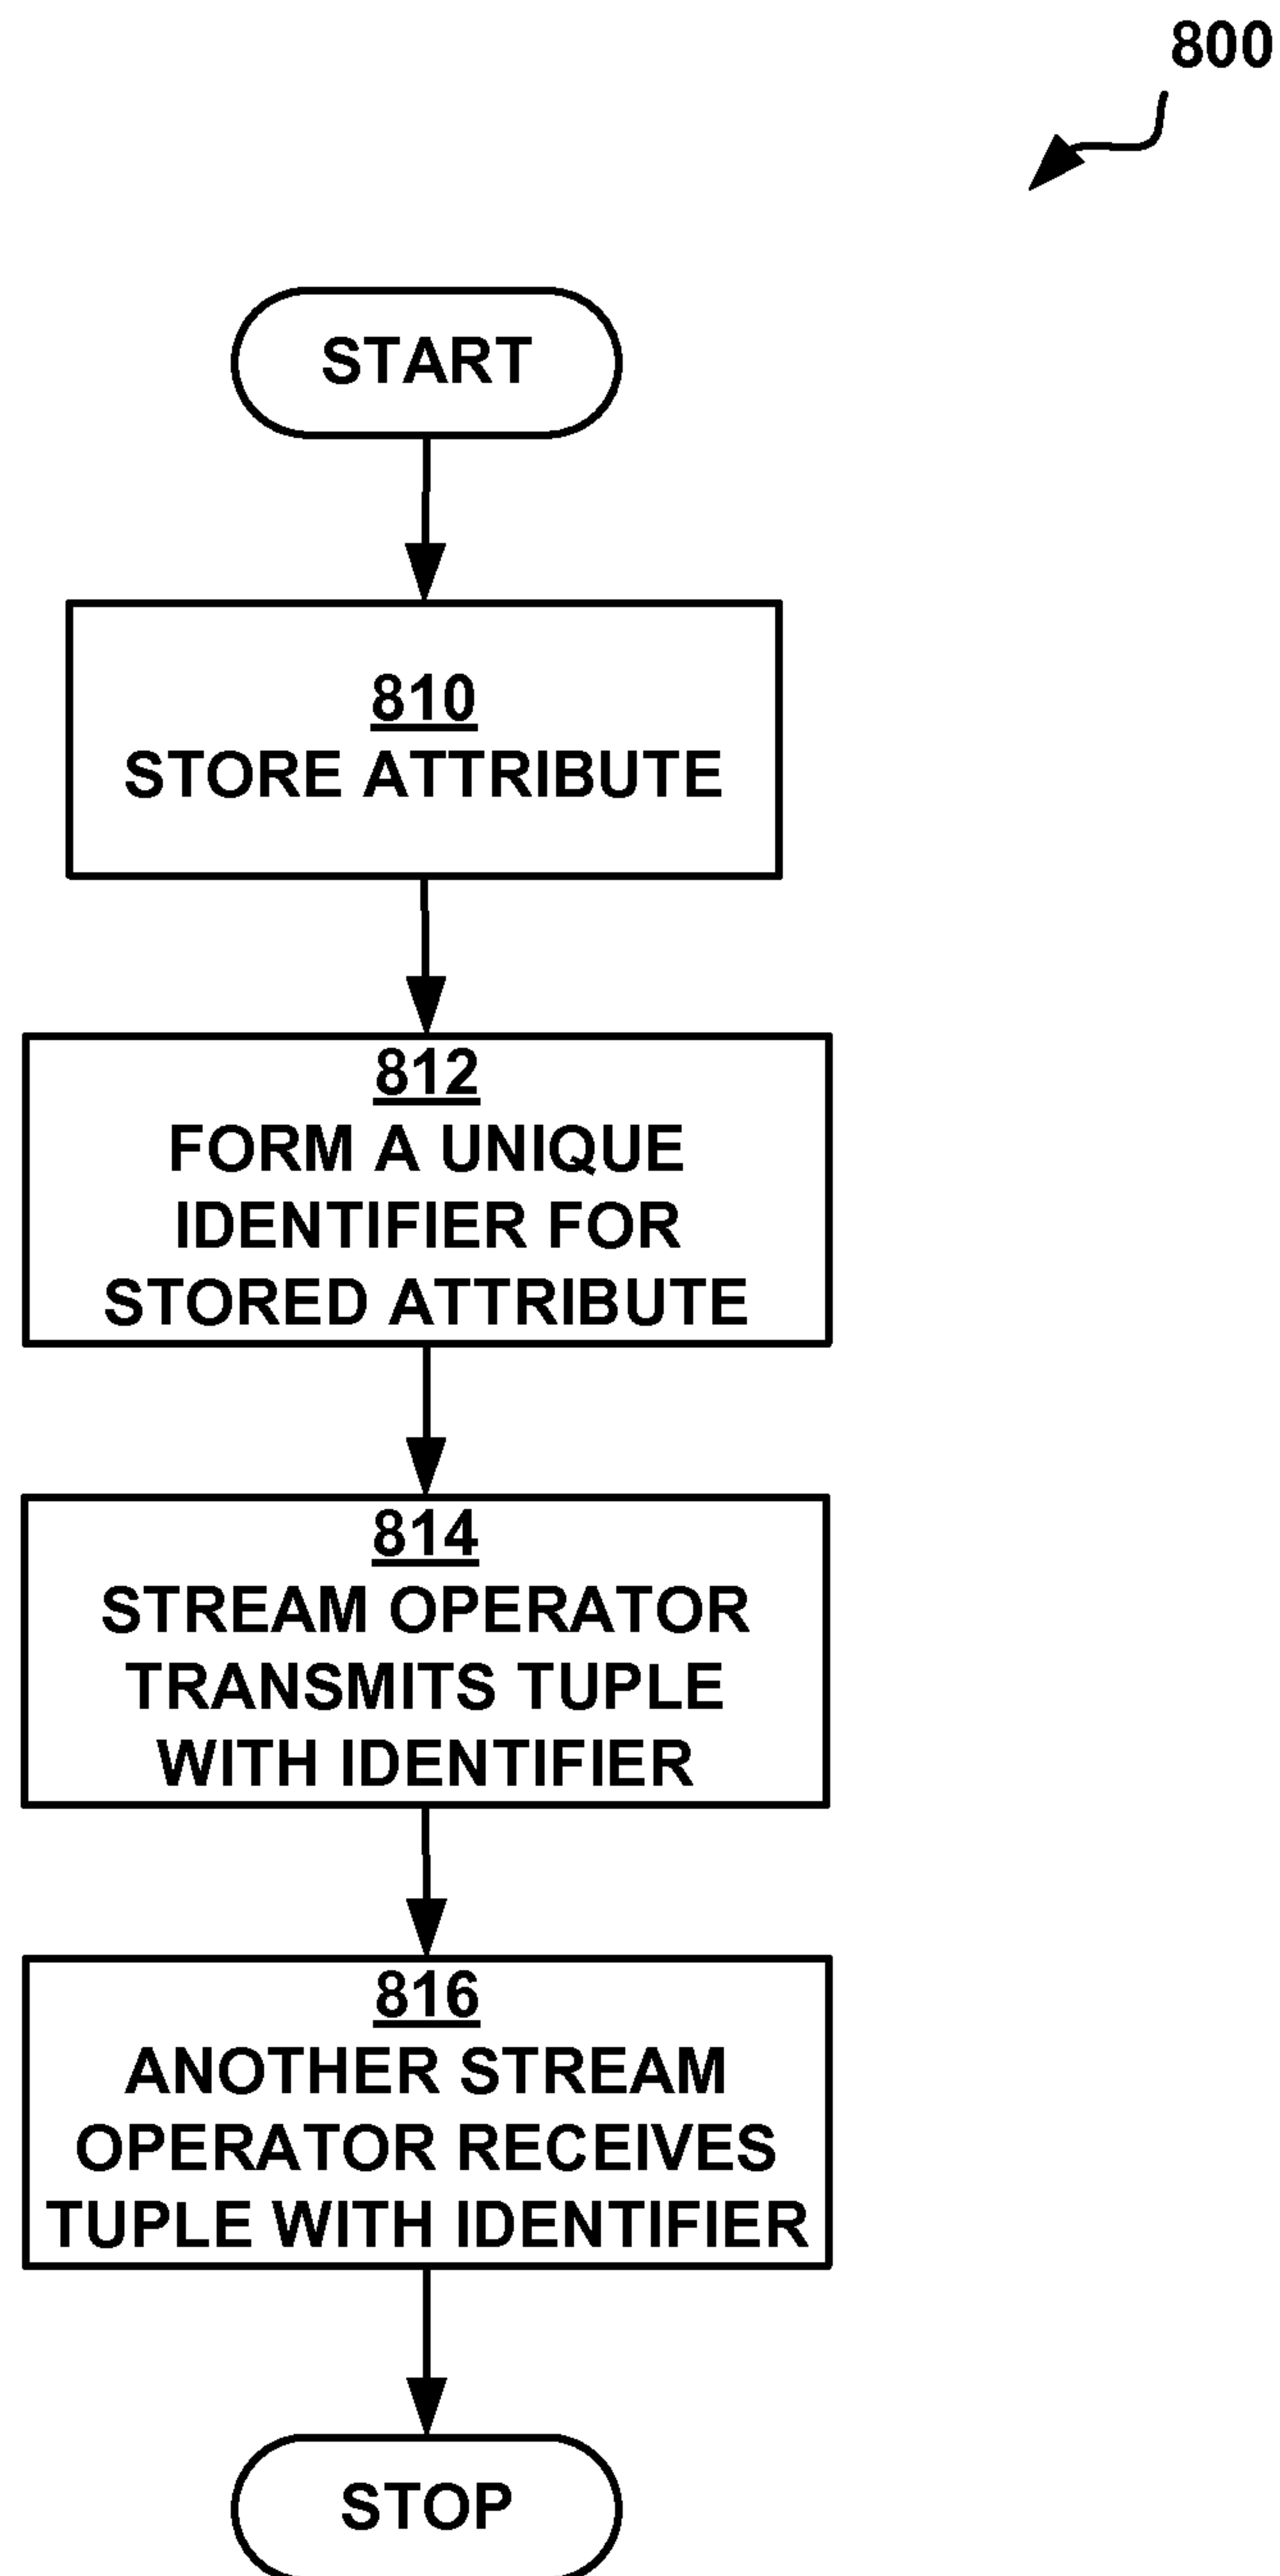 800
START
810
STORE ATTRIBUTE
812
FORM A UNIQUE
IDENTIFIER FOR
STORED ATTRIBUTE
814
STREAM OPERATOR
TRANSMITS TUPLE
WITH IDENTIFIER
816
ANOTHER STREAM
OPERATOR RECEIVES
TUPLE WITH IDENTIFIER
STOP